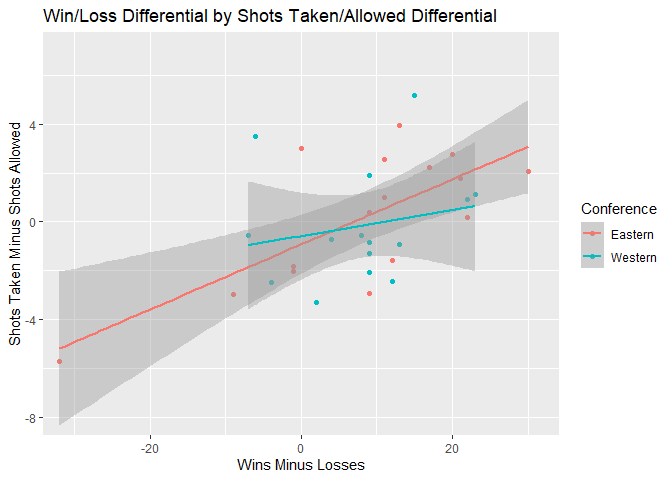 Win/Loss Differential by Shots Taken/Allowed Differential
Shots Taken Minus Shots Allowed
4
0
-4
-8
-20
0
20
Wins Minus Losses
Conference
Eastern
Western